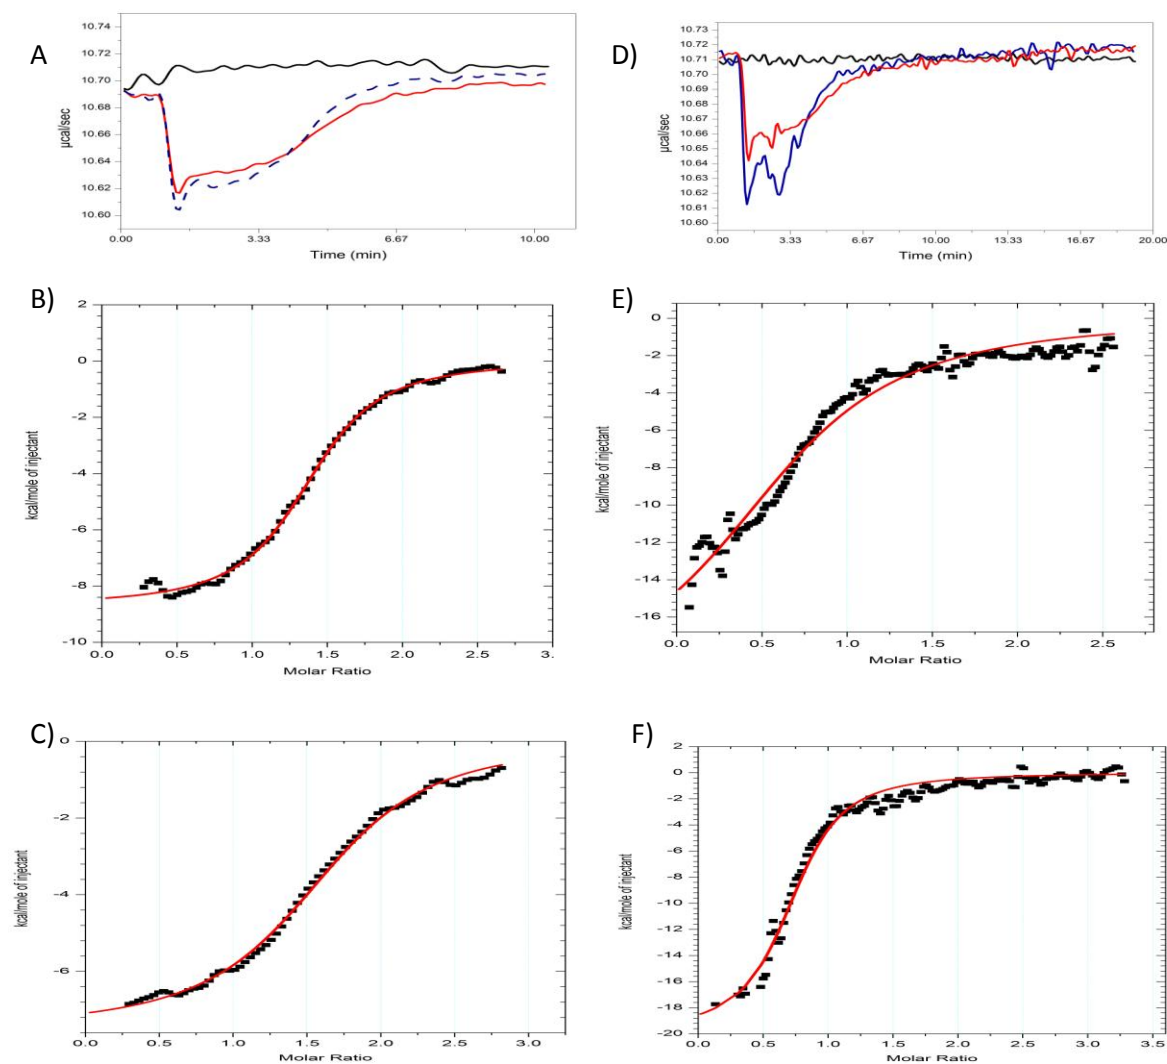 A
10.74
10.72
10.70
10.68
10.66
10.64
10.62
10.60
µcal/sec
0.00 3.33 6.67 10.00
Time (min)
D)
10.73
10.72
10.71
10.70
10.69
10.67
10.66
10.65
10.63
10.62
10.61
10.60
µcal/sec
0.00 3.33 6.67 10.00 13.33 16.67 20.00
Time (min)
B)
2
0
-2
-4
-6
-8
-10
kcal/mole of injectant
0.0 0.5 1.0 1.5 2.0 2.5 3.
Molar Ratio
E)
0
-2
-4
-6
-8
-10
-12
-14
-16
kcal/mole of injectant
0.0 0.5 1.0 1.5 2.0 2.5
Molar Ratio
C)
0
-2
-4
-6
kcal/mole of injectant
0.0 0.5 1.0 1.5 2.0 2.5 3.0
Molar Ratio
F)
2
0
-2
-4
-6
-8
-10
-12
-14
-16
-18
-20
kcal/mole of injectant
0.0 0.5 1.0 1.5 2.0 2.5 3.0 3.5
Molar Ratio